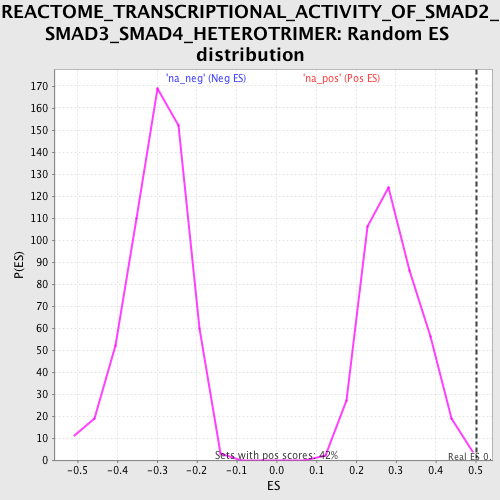 REACTOME_TRANSCRIPTIONAL_ACTIVITY_OF_SMAD2_
SMAD3_SMAD4_HETEROTRIMER: Random ES
distribution
'na_neg' (Neg ES) 'na_pos' (Pos ES)
170
160
150
140
130
120
110
100
90
80
70
60
50
40
30
20
10
0
P(ES)
Sets with pos scores: 42%
Real ES 0.
-0.5 -0.4 -0.3 -0.2 -0.1 0.0 0.1 0.2 0.3 0.4 0.5
ES